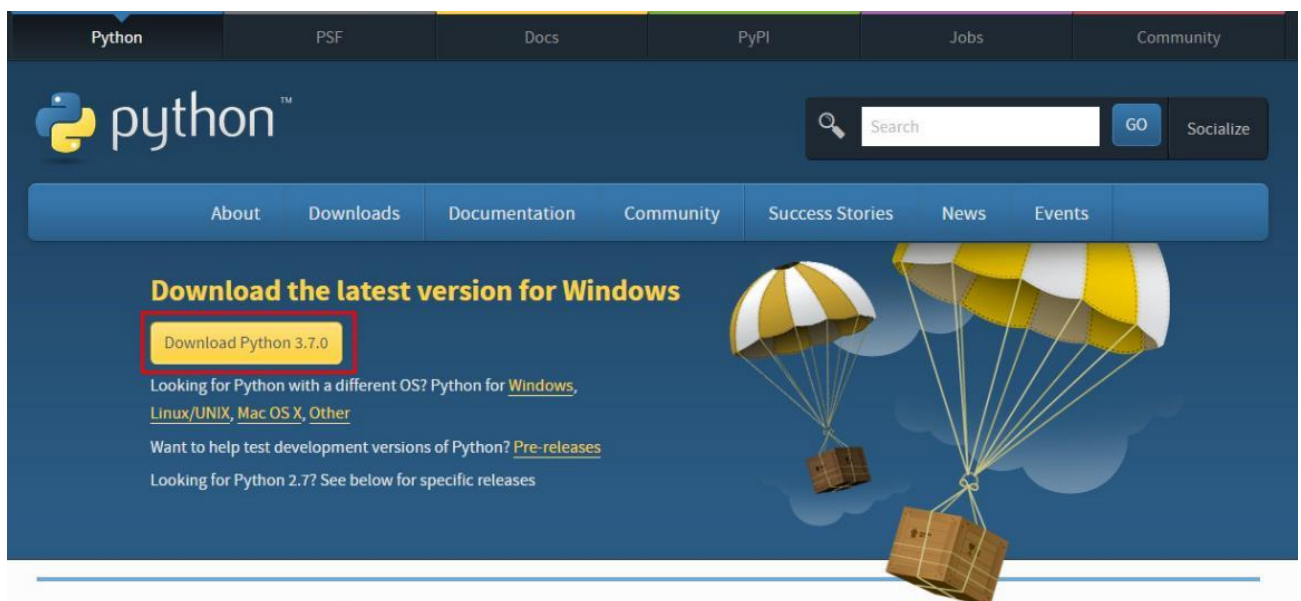 Python PSF Docs PyPI Jobs Community
python™
Search GO Socialize
About Downloads Documentation Community Success Stories News Events
Download the latest version for Windows
Download Python 3.7.0
Looking for Python with a different OS? Python for Windows,
Linux/UNIX, Mac OS X, Other
Want to help test development versions of Python? Pre-releases
Looking for Python 2.7? See below for specific releases